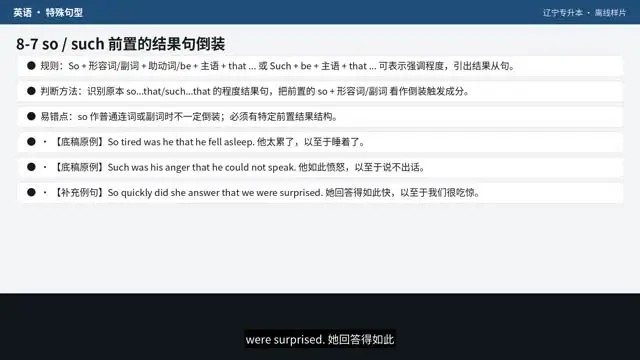 英语 · 特殊句型
辽宁专升本 · 离线样片
8-7 so / such 前置的结果句倒装
● 规则：So + 形容词/副词 + 助动词/be + 主语 + that ... 或 Such + be + 主语 + that ... 可表示强调程度，引出结果从句。
● 判断方法：识别原本 so...that/such...that 的程度结果句，把前置的 so + 形容词/副词 看作倒装触发成分。
● 易错点：so 作普通连词或副词时不一定倒装；必须有特定前置结果结构。
● · 【底稿原例】So tired was he that he fell asleep. 他太累了，以至于睡着了。
● · 【底稿原例】Such was his anger that he could not speak. 他如此愤怒，以至于说不出话。
● · 【补充例句】So quickly did she answer that we were surprised. 她回答得如此快，以至于我们很吃惊。
were surprised. 她回答得如此